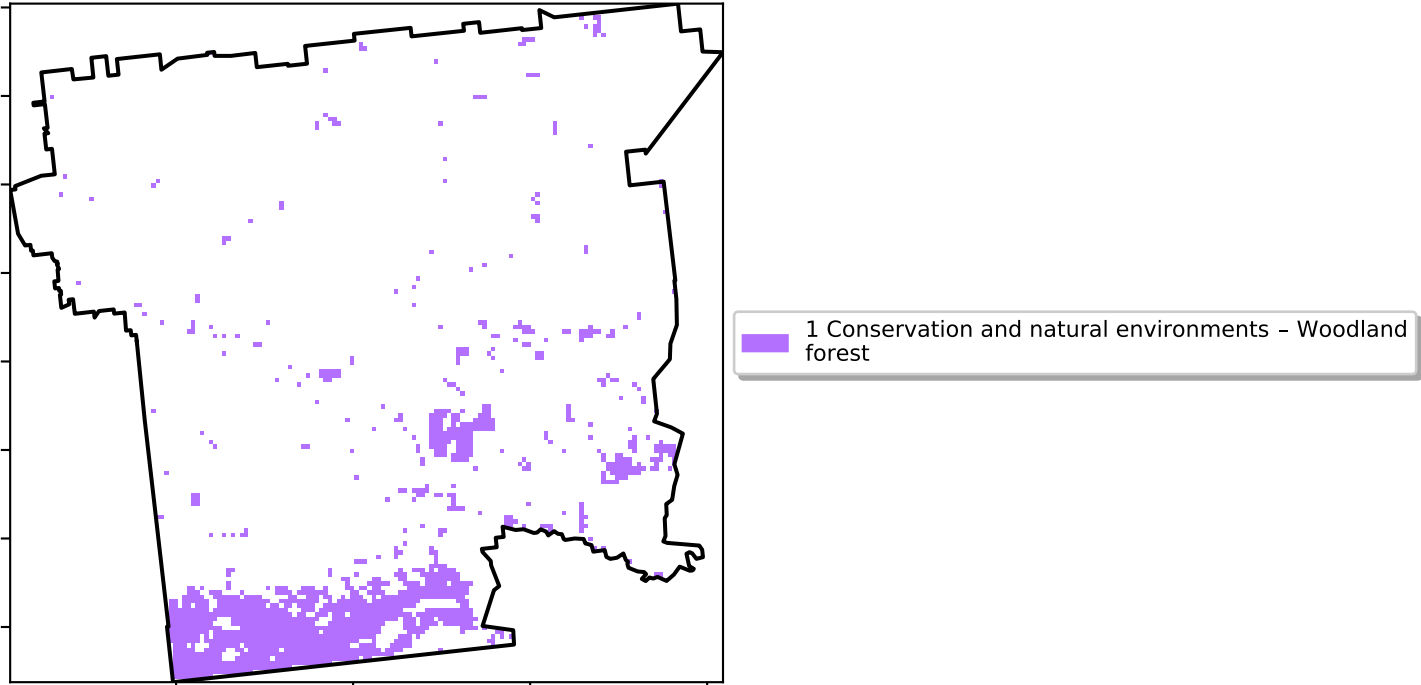 1 Conservation and natural environments – Woodland
forest